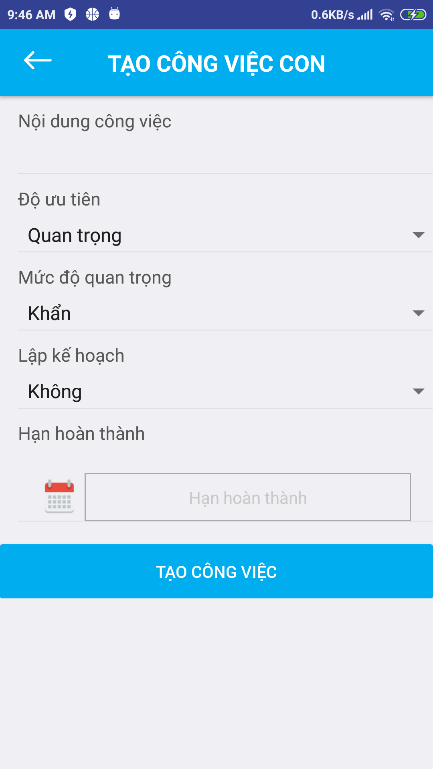 9:46 AM 0.6KB/s
TẠO CÔNG VIỆC CON
Nội dung công việc
Độ ưu tiên
Quan trọng
Mức độ quan trọng
Khẩn
Lập kế hoạch
Không
Hạn hoàn thành
Hạn hoàn thành
TẠO CÔNG VIỆC